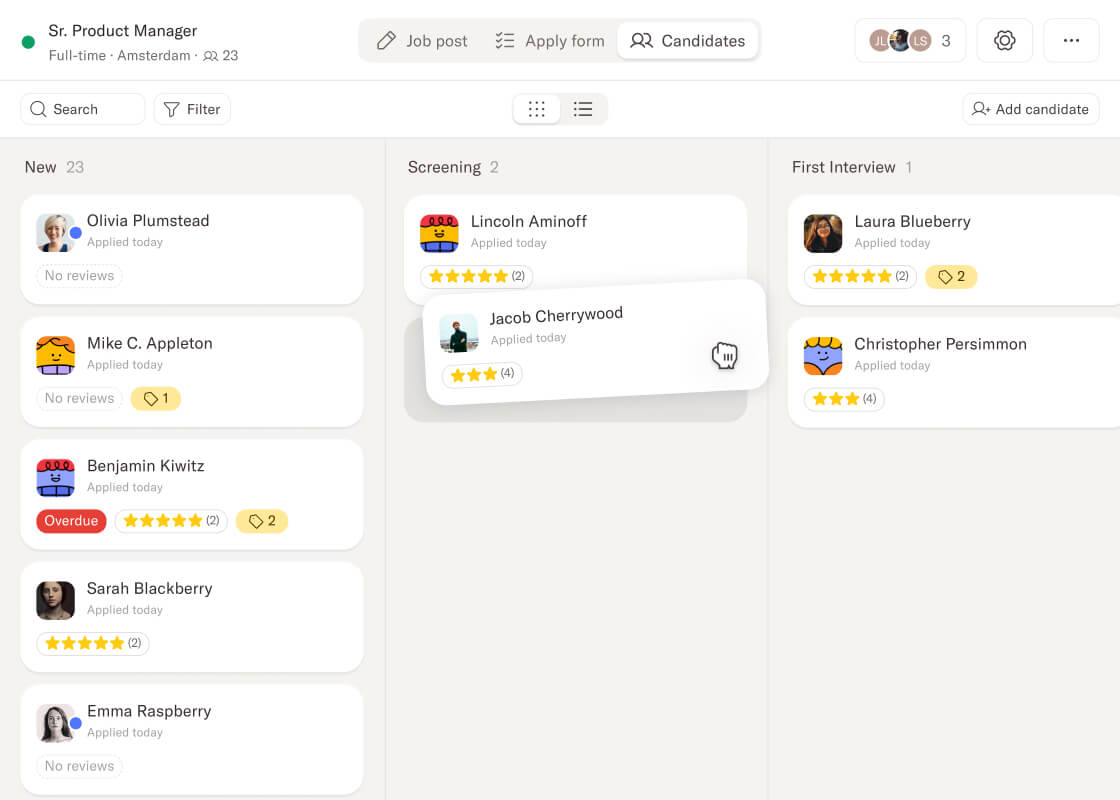 Sr. Product Manager
Full-time · Amsterdam · 23
Job post
Apply form
Candidates
JL
LS
3
Search
Filter
Add candidate
New 23
Olivia Plumstead
Applied today
No reviews
Mike C. Appleton
Applied today
No reviews
1
Benjamin Kiwitz
Applied today
Overdue
(2)
2
Sarah Blackberry
Applied today
(2)
Emma Raspberry
Applied today
No reviews
Screening 2
Lincoln Aminoff
Applied today
(2)
Jacob Cherrywood
Applied today
(4)
First Interview 1
Laura Blueberry
Applied today
(2)
2
Christopher Persimmon
Applied today
(4)